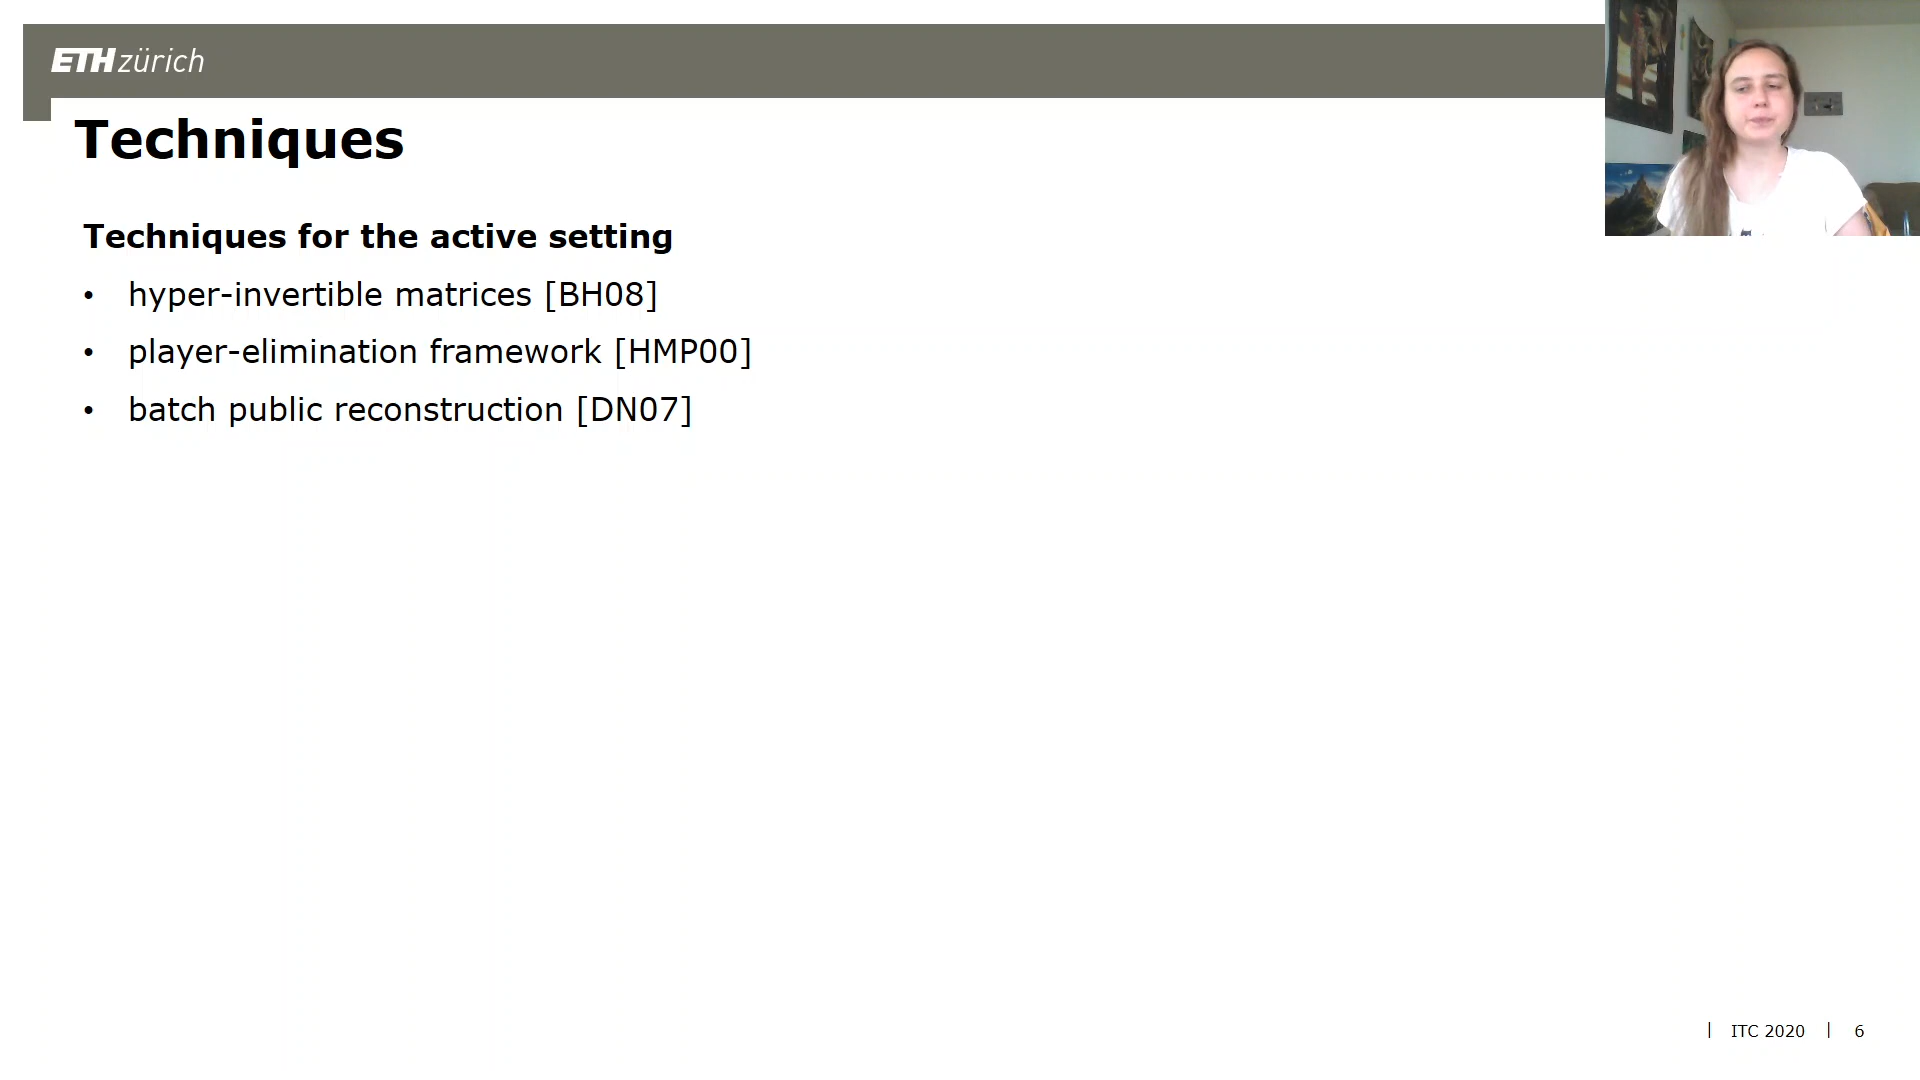 ETH zürich
Techniques
Techniques for the active setting
• hyper-invertible matrices [BH08]
• player-elimination framework [HMP00]
• batch public reconstruction [DN07]
| ITC 2020 | 6